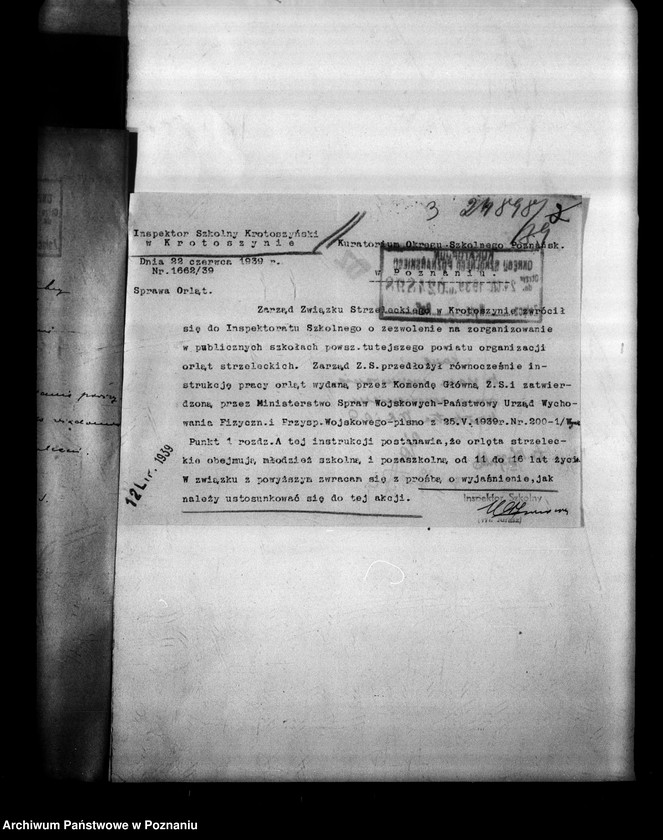 3 24898/2
/39
Inspektor Szkolny Krotoszyński
w Krotoszynie
Kuratorium Okręgu Szkolnego Poznańsk.
Dnia 22 czerwca 1939 r.
w Poznaniu.
Nr.1662/39
Sprawa Orląt.
Zarząd Związku Strzeleckiego w Krotoszynie zwrócił
się do Inspektoratu Szkolnego o zezwolenie na zorganizowanie
w publicznych szkołach powsz.tutejszego powiatu organizacji
orląt strzeleckich. Zarząd Z.S.przedłożył równocześnie in-
strukcję pracy orląt wydaną przez Komendę Główną Z.S.i zatwier-
dzoną przez Ministerstwo Spraw Wojskowych-Państwowy Urząd Wycho-
wania Fizyczn.i Przysp.Wojskowego-pismo z 25.V.1939r.Nr.200-1/
Punkt 1 rozdz.A tej instrukcji postanawia,że orlęta strzelec-
kie obejmują młodzież szkolną i pozaszkolną od 11 do 16 lat życia
W związku z powyższym zwracam się z prośbą o wyjaśnienie,jak
należy ustosunkować się do tej akcji.
Inspektor Szkolny
12 LIP. 1939
Archiwum Państwowe w Poznaniu